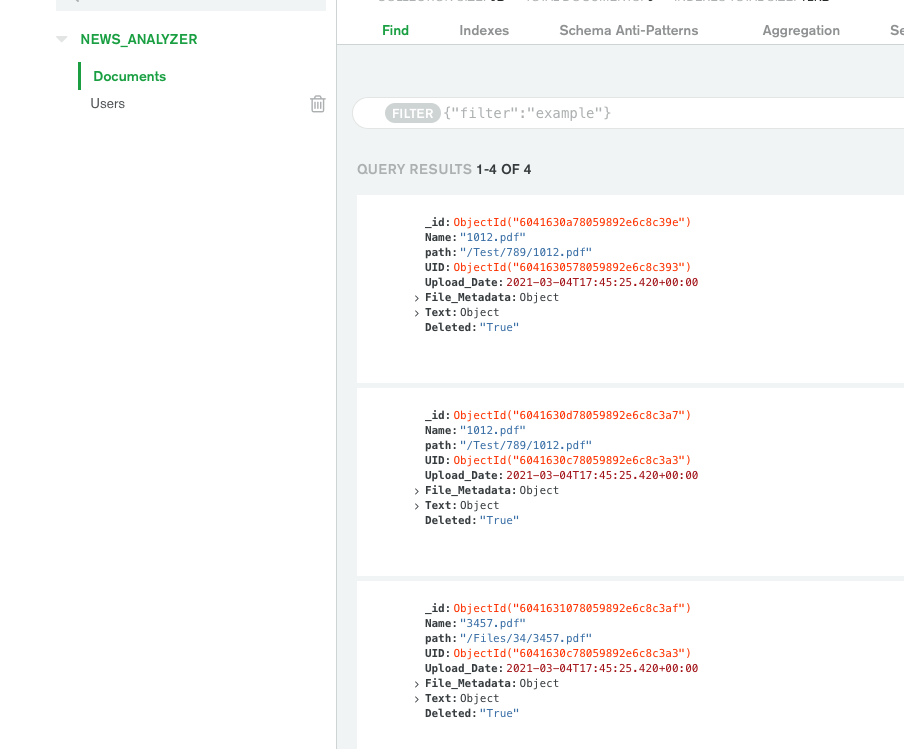 NEWS_ANALYZER
Documents
Users
Find Indexes Schema Anti-Patterns Aggregation
FILTER {"filter":"example"}
QUERY RESULTS 1-4 OF 4
_id: ObjectId("6041630a78059892e6c8c39e")
Name: "1012.pdf"
path: "/Test/789/1012.pdf"
UID: ObjectId("6041630578059892e6c8c393")
Upload_Date: 2021-03-04T17:45:25.420+00:00
> File_Metadata: Object
> Text: Object
Deleted: "True"
_id: ObjectId("6041630d78059892e6c8c3a7")
Name: "1012.pdf"
path: "/Test/789/1012.pdf"
UID: ObjectId("6041630c78059892e6c8c3a3")
Upload_Date: 2021-03-04T17:45:25.420+00:00
> File_Metadata: Object
> Text: Object
Deleted: "True"
_id: ObjectId("6041631078059892e6c8c3af")
Name: "3457.pdf"
path: "/Files/34/3457.pdf"
UID: ObjectId("6041630c78059892e6c8c3a3")
Upload_Date: 2021-03-04T17:45:25.420+00:00
> File_Metadata: Object
> Text: Object
Deleted: "True"